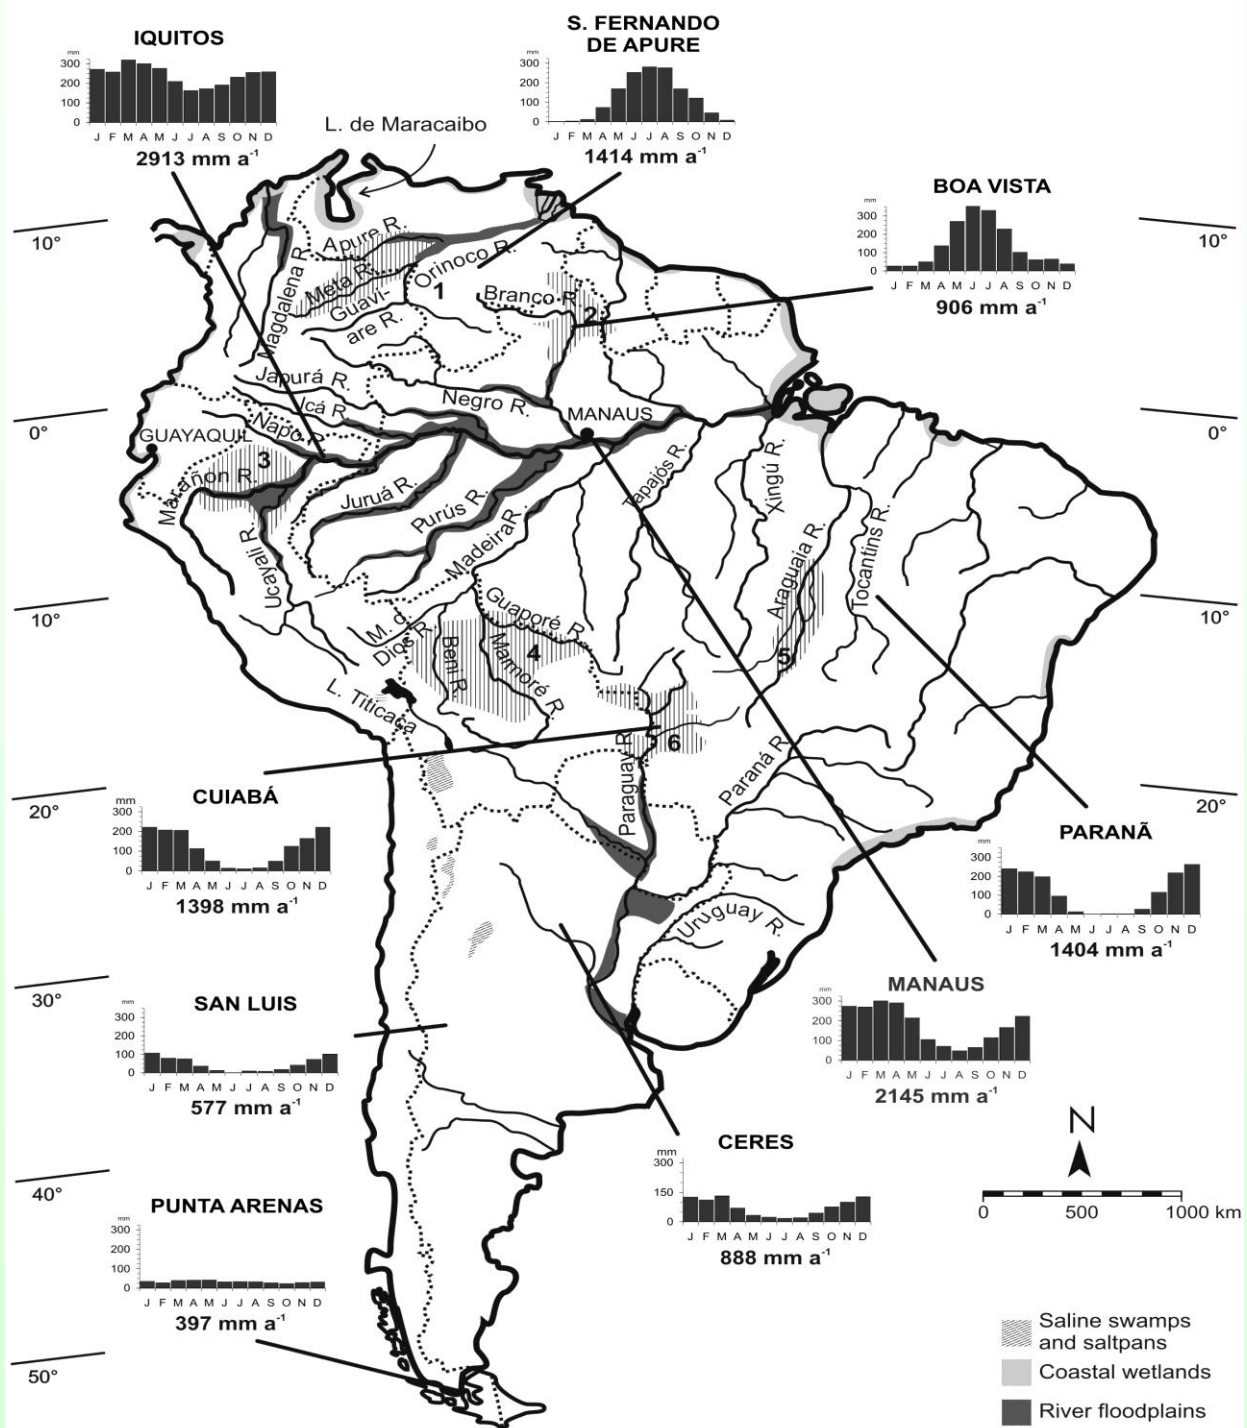 IQUITOS
mm
300
200
100
0
J F M A M J J A S O N D
2913 mm a⁻¹
S. FERNANDO
DE APURE
mm
300
200
100
0
J F M A M J J A S O N D
1414 mm a⁻¹
L. de Maracaibo
BOA VISTA
mm
300
200
100
0
J F M A M J J A S O N D
906 mm a⁻¹
10°
10°
Magdalena R.
Apure R.
Meta R.
Orinoco R.
1
Guavi-
are R.
Branco R.
2
Japurá R.
Içá R.
Napo
Negro R.
MANAUS
0°
0°
GUAYAQUIL
3
Marañon R.
Juruá R.
Purús R.
Madeira R.
Tapajós R.
Xingú R.
Araguaia R.
Tocantins R.
Ucayali R.
10°
10°
M. d.
Dios R.
Beni R.
Guaporé R.
4
Marmoré R.
5
L. Titicaca
6
Paraguay R.
Paraná R.
20°
20°
CUIABÁ
mm
300
200
100
0
J F M A M J J A S O N D
1398 mm a⁻¹
PARANÃ
mm
300
200
100
0
J F M A M J J A S O N D
1404 mm a⁻¹
Uruguay R.
30°
SAN LUIS
mm
300
200
100
0
J F M A M J J A S O N D
577 mm a⁻¹
MANAUS
mm
300
200
100
0
J F M A M J J A S O N D
2145 mm a⁻¹
CERES
mm
300
150
0
J F M A M J J A S O N D
888 mm a⁻¹
N
0 500 1000 km
40°
PUNTA ARENAS
mm
300
200
100
0
J F M A M J J A S O N D
397 mm a⁻¹
50°
Saline swamps
and saltpans
Coastal wetlands
River floodplains